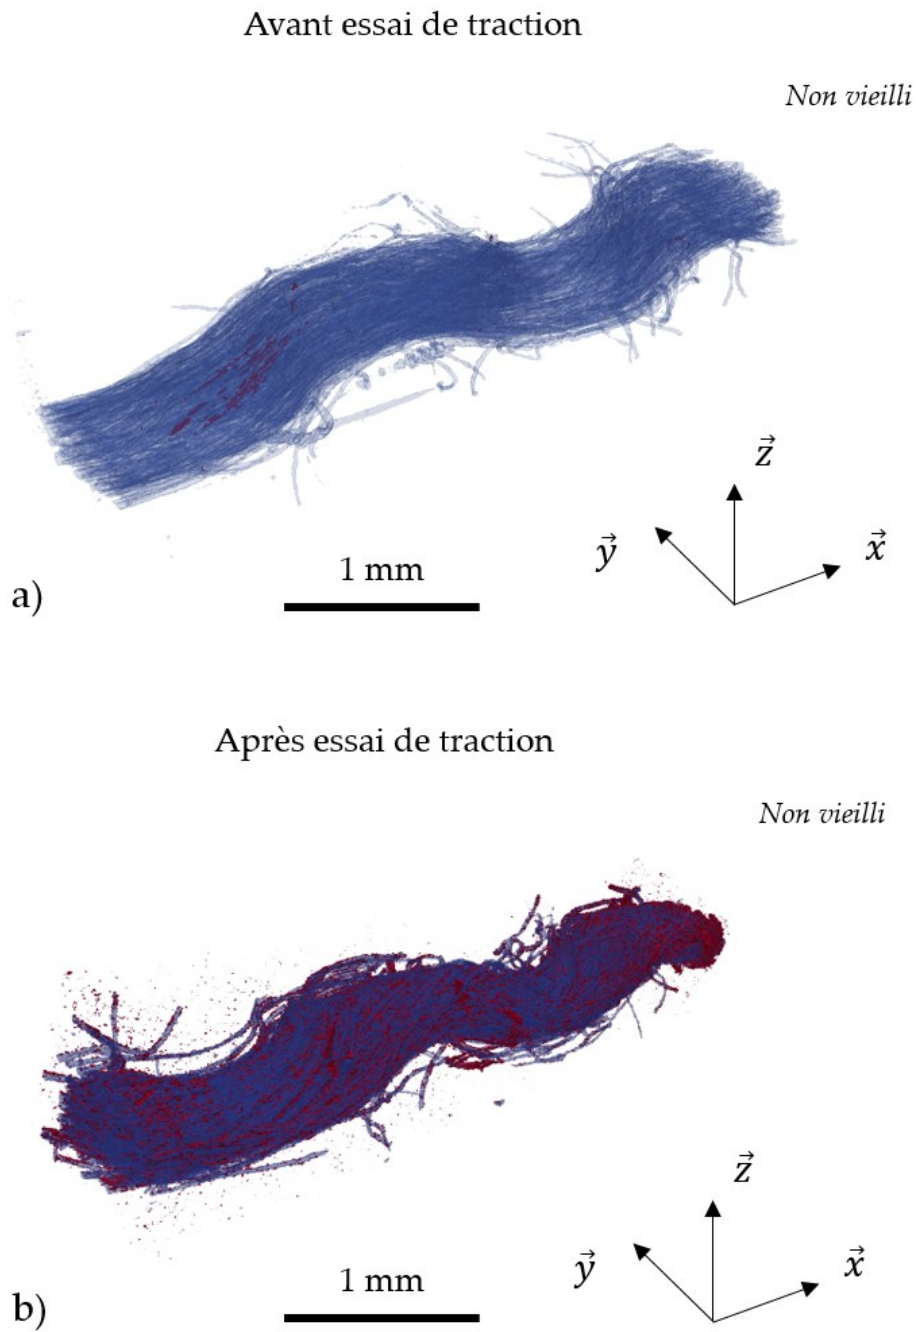 Avant essai de traction
Non vieilli
z⃗
y⃗
x⃗
1 mm
a)
Après essai de traction
Non vieilli
z⃗
y⃗
x⃗
1 mm
b)